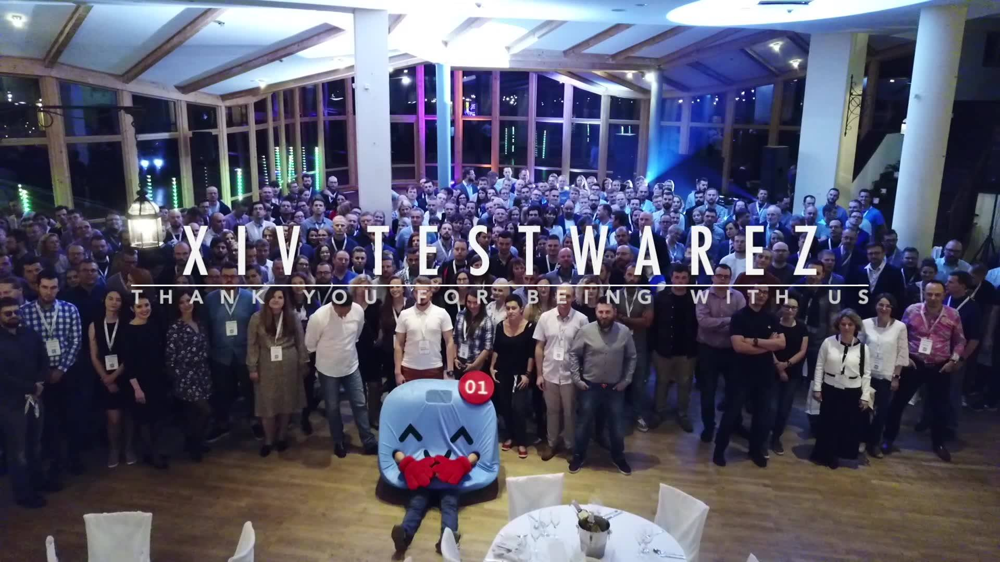 XIV TESTWAREZ
THANK YOU FOR BEING WITH US
01